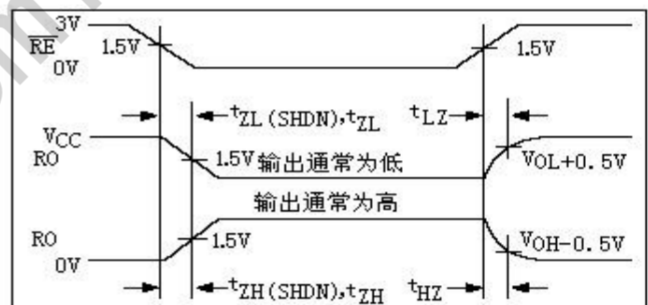 3V
RE 1.5V 1.5V
0V
tZL(SHDN),tZL tLZ
VCC
RO 1.5V 输出通常为低 VOL+0.5V
输出通常为高
RO 1.5V VOH-0.5V
0V
tZH(SHDN),tZH tHZ